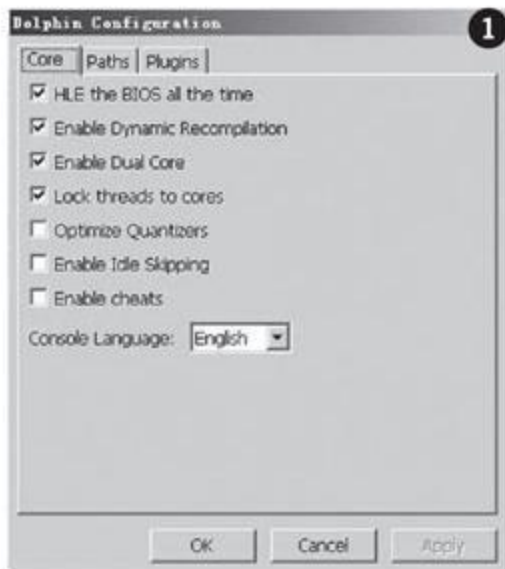 Dolphin Configuration
1
Core Paths Plugins
HLE the BIOS all the time
Enable Dynamic Recompilation
Enable Dual Core
Lock threads to cores
Optimize Quantizers
Enable Idle Skipping
Enable cheats
Console Language: English
OK Cancel Apply